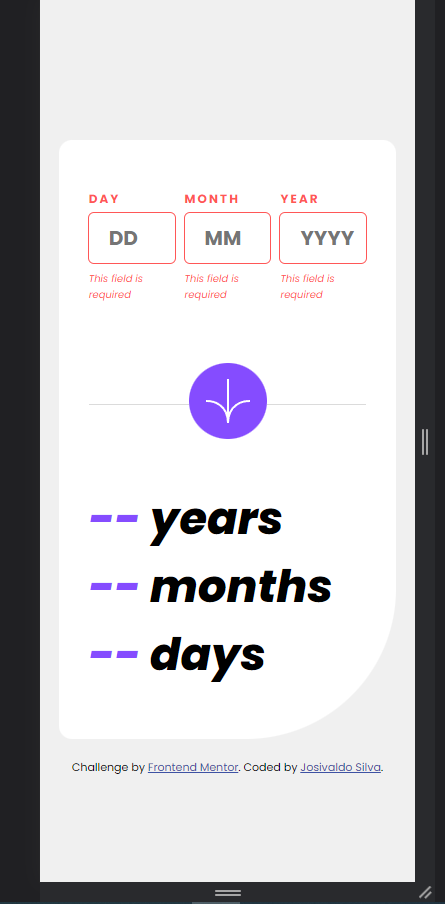 DAY MONTH YEAR
DD MM YYYY
This field is This field is This field is
required required required
-- years
-- months
-- days
Challenge by Frontend Mentor. Coded by Josivaldo Silva.